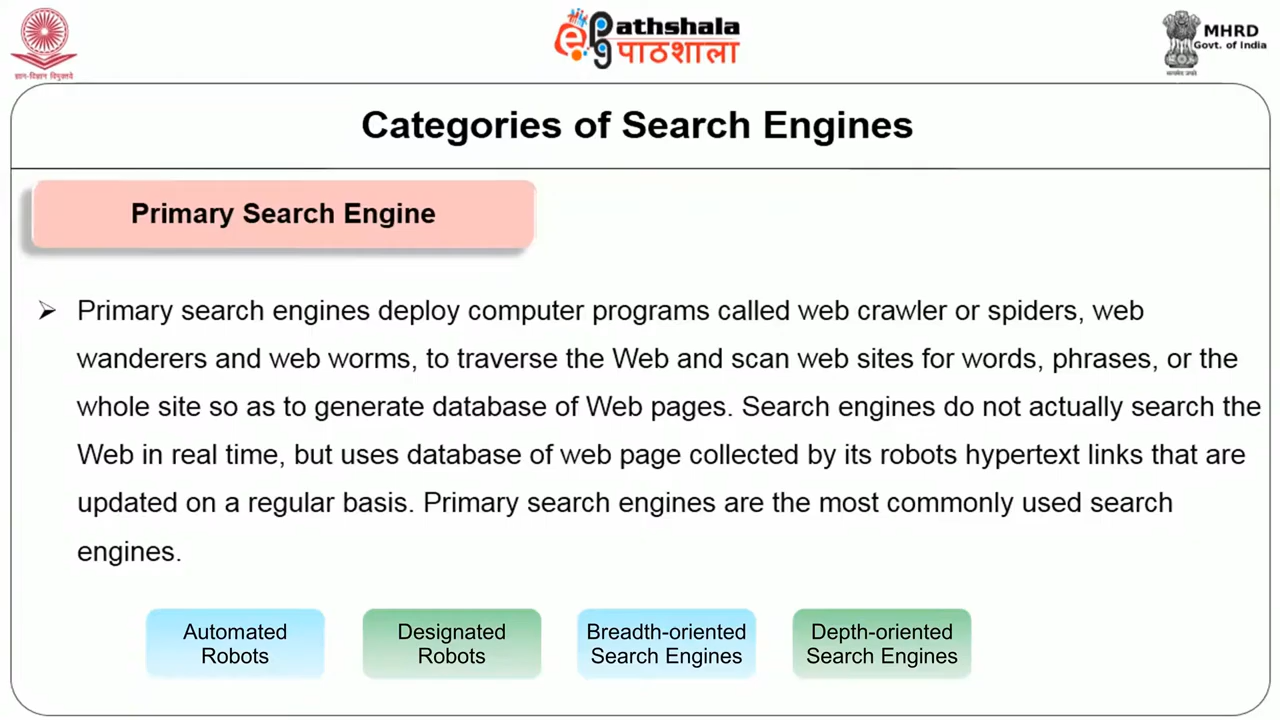 ज्ञान-विज्ञान विमुक्तये
ePathshala
पाठशाला
MHRD
Govt. of India
सत्यमेव जयते
Categories of Search Engines
Primary Search Engine
Primary search engines deploy computer programs called web crawler or spiders, web
wanderers and web worms, to traverse the Web and scan web sites for words, phrases, or the
whole site so as to generate database of Web pages. Search engines do not actually search the
Web in real time, but uses database of web page collected by its robots hypertext links that are
updated on a regular basis. Primary search engines are the most commonly used search
engines.
Automated
Robots
Designated
Robots
Breadth-oriented
Search Engines
Depth-oriented
Search Engines